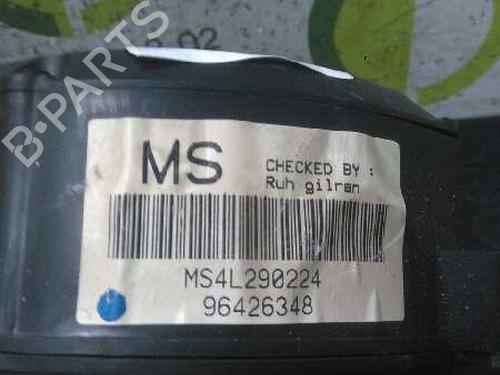 B-PARTS
MS
CHECKED BY :
Ruh gilran
MS4L290224
96426348